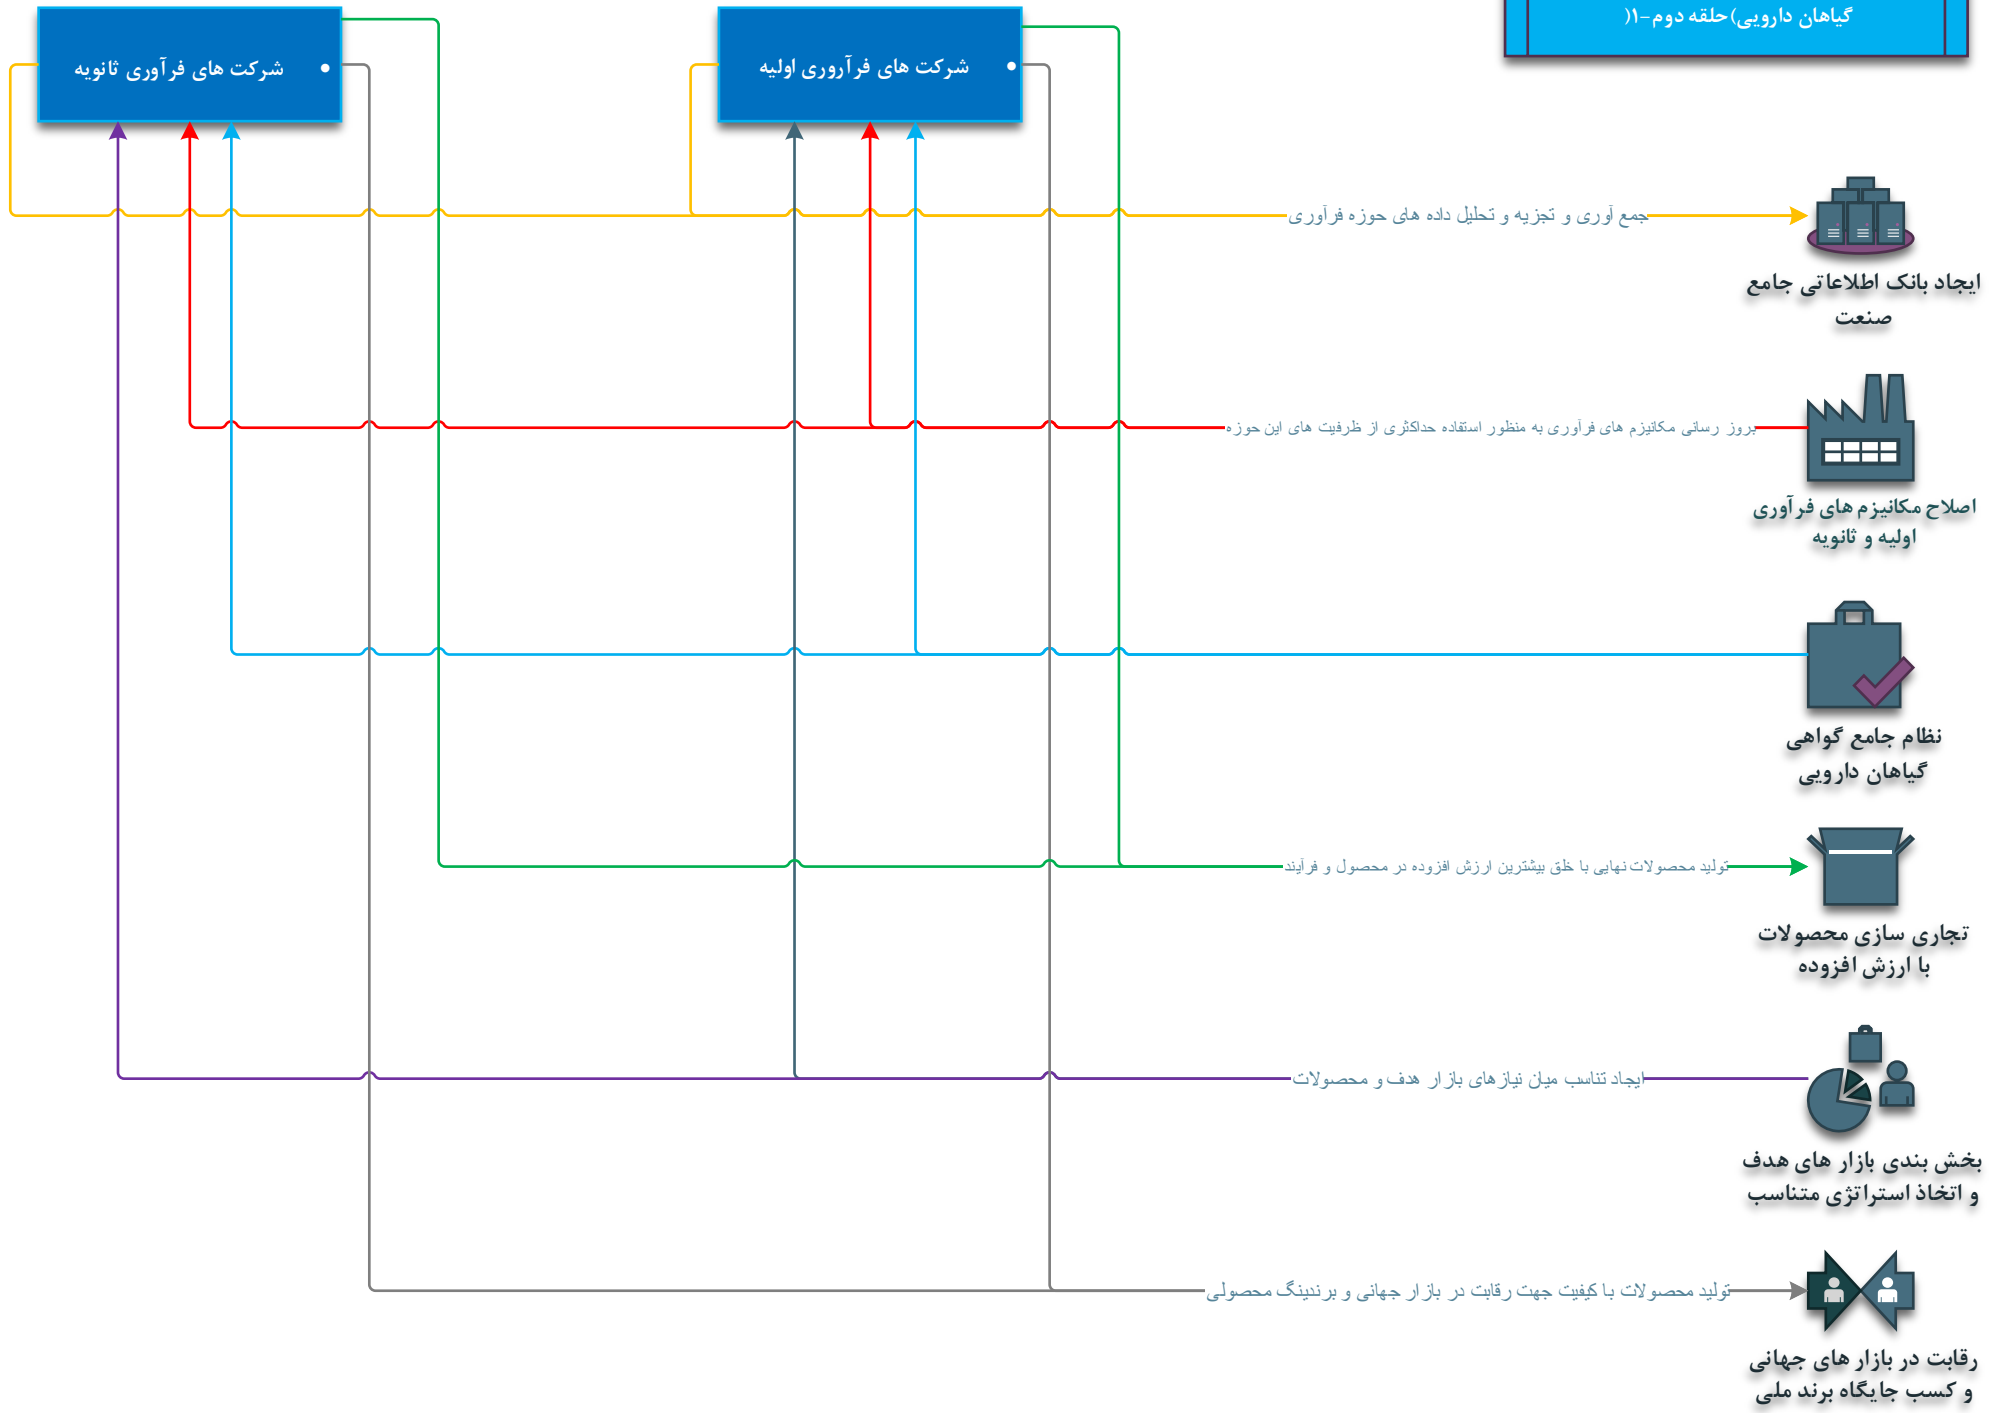 گیاهان دارویی)حلقه دوم-۱(
• شرکت های فرآروری اولیه
• شرکت های فرآوری ثانویه
جمع آوری و تجزیه و تحلیل داده های حوزه فرآوری
ایجاد بانک اطلاعاتی جامع
صنعت
بروز رسانی مکانیزم های فرآوری به منظور استفاده حداکثری از ظرفیت های این حوزه
اصلاح مکانیزم های فرآوری
اولیه و ثانویه
نظام جامع گواهی
گیاهان دارویی
تولید محصولات نهایی با خلق بیشترین ارزش افزوده در محصول و فرآیند
تجاری سازی محصولات
با ارزش افزوده
ایجاد تناسب میان نیازهای بازار هدف و محصولات
بخش بندی بازار های هدف
و اتخاذ استراتژی متناسب
تولید محصولات با کیفیت جهت رقابت در بازار جهانی و برندینگ محصولی
رقابت در بازار های جهانی
و کسب جایگاه برند ملی